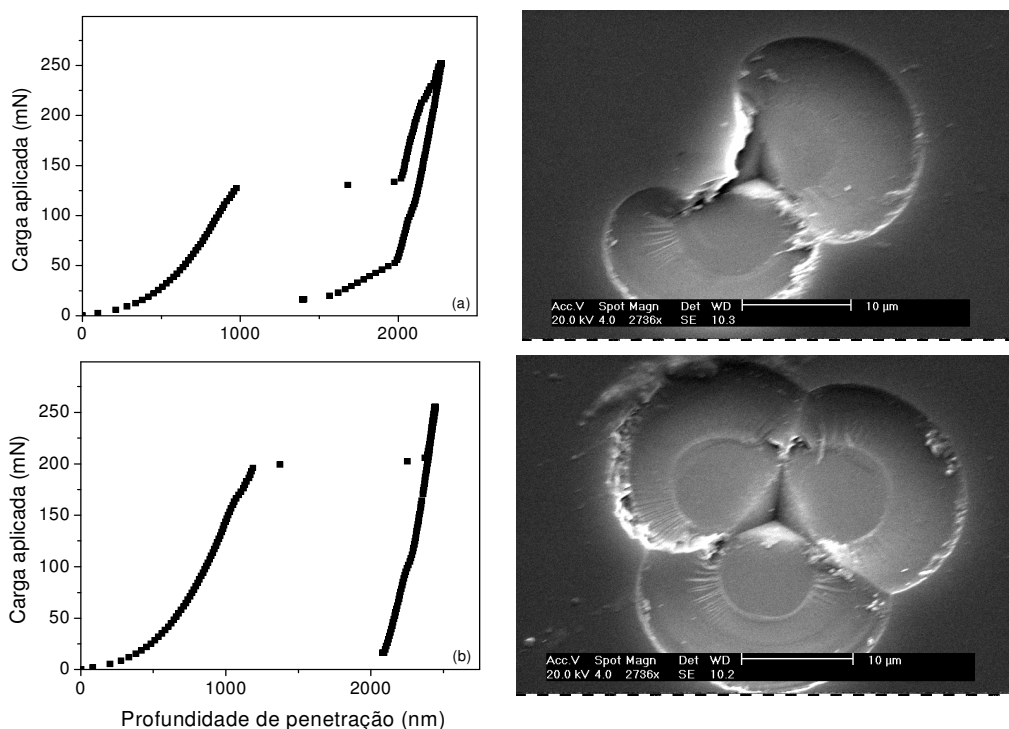 250
200
150
100
50
0
Carga aplicada (mN)
0 1000 2000
(a)
Acc.V Spot Magn Det WD 10 µm
20.0 kV 4.0 2736x SE 10.3
250
200
150
100
50
0
Carga aplicada (mN)
0 1000 2000
(b)
Profundidade de penetração (nm)
Acc.V Spot Magn Det WD 10 µm
20.0 kV 4.0 2736x SE 10.2